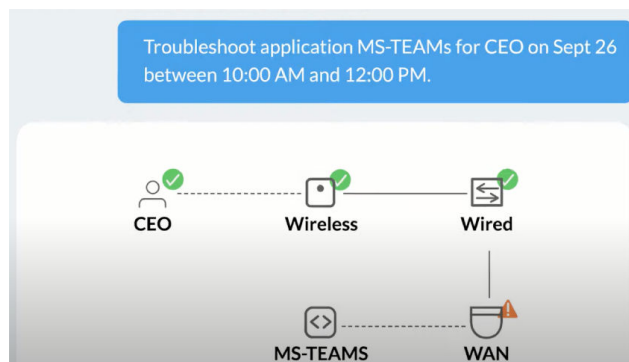 Troubleshoot application MS-TEAMs for CEO on Sept 26
between 10:00 AM and 12:00 PM.
CEO
Wireless
Wired
MS-TEAMS
WAN